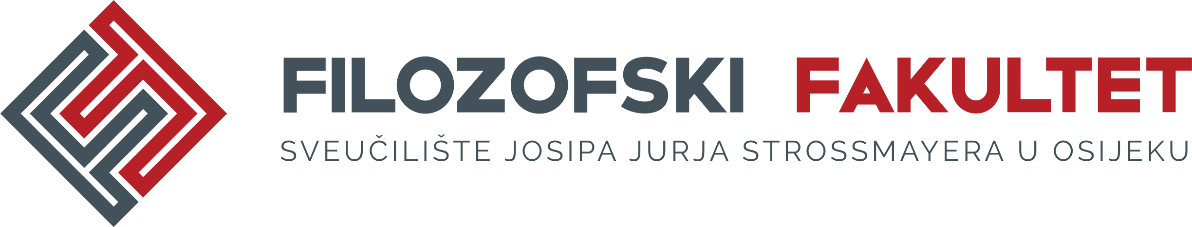 FILOZOFSKI FAKULTET
SVEUČILIŠTE JOSIPA JURJA STROSSMAYERA U OSIJEKU